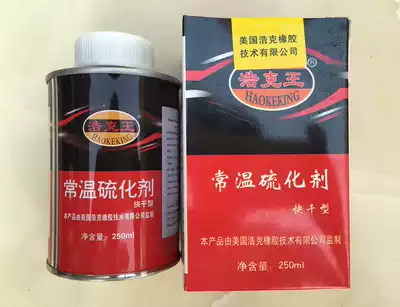 浩克王
HAOKEKING
常温硫化剂
快干型
本产品由美国浩克橡胶技术有限公司监制
净含量：250ml
美国浩克橡胶
技术有限公司
浩克王®
HAOKEKING
常温硫化剂
快干型
本产品由美国浩克橡胶技术有限公司监制
净含量：250ml